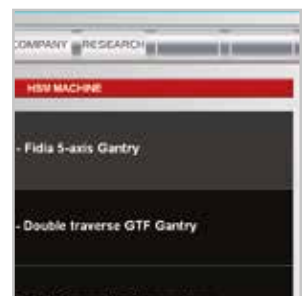 COMPANY RESEARCH
HSM MACHINE
- Fidia 5-axis Gantry
- Double traverse GTF Gantry